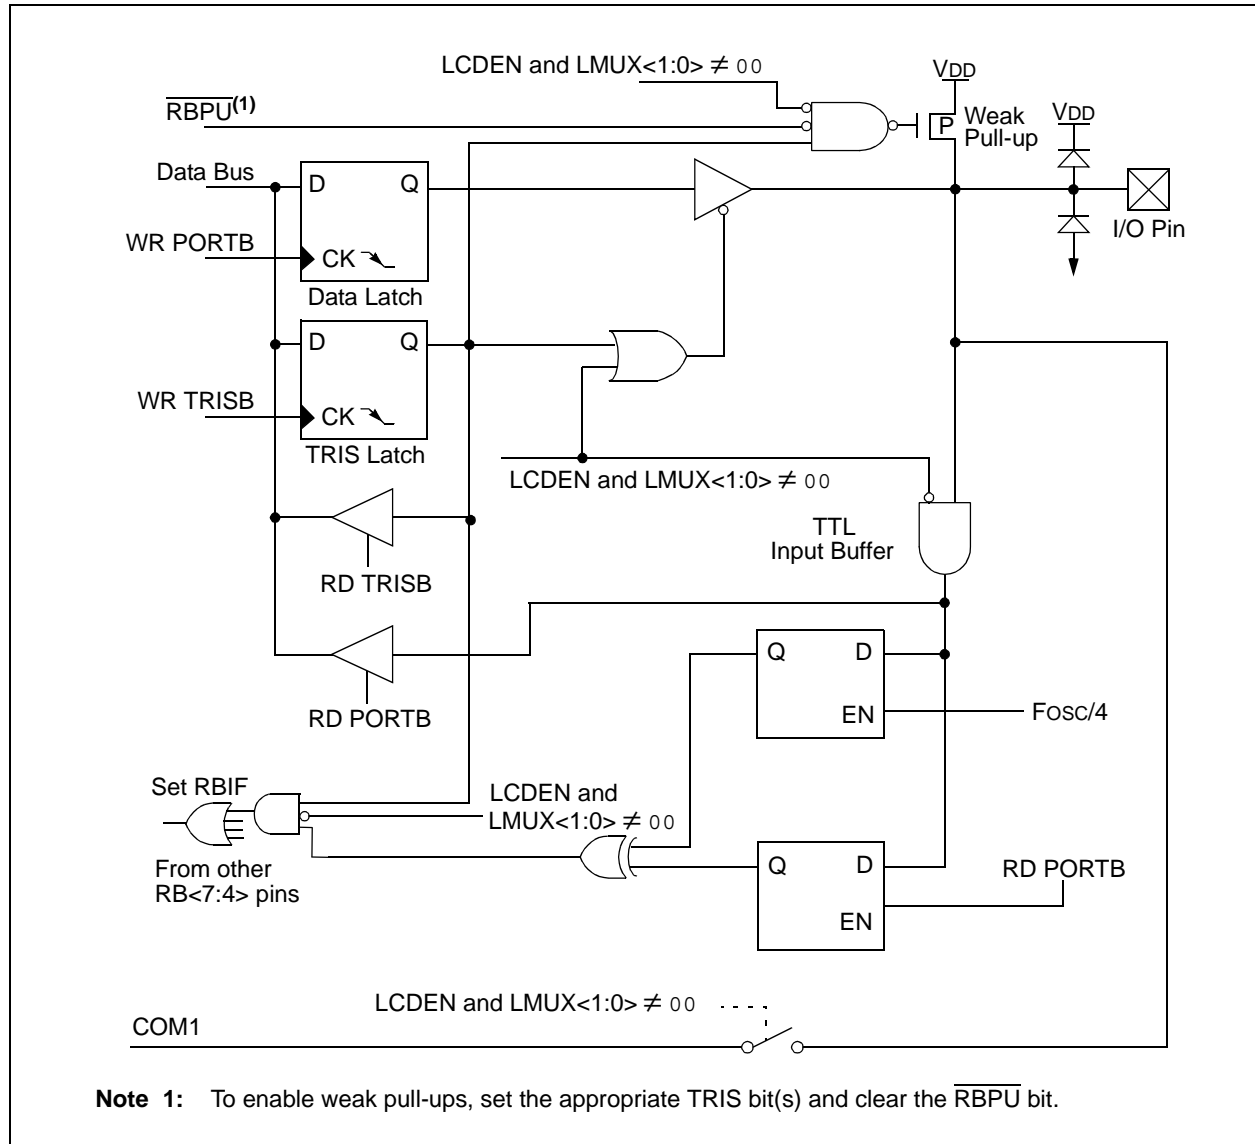 LCDEN and LMUX<1:0> ≠ 00
VDD
RBPU(1)
P
Weak
Pull-up
VDD
Data Bus
D Q
I/O Pin
WR PORTB
CK
Data Latch
D Q
WR TRISB
CK
TRIS Latch
LCDEN and LMUX<1:0> ≠ 00
TTL
Input Buffer
RD TRISB
Q D
EN
FOSC/4
RD PORTB
Set RBIF
LCDEN and
LMUX<1:0> ≠ 00
From other
RB<7:4> pins
Q D
EN
RD PORTB
LCDEN and LMUX<1:0> ≠ 00
COM1
Note 1: To enable weak pull-ups, set the appropriate TRIS bit(s) and clear the RBPU bit.